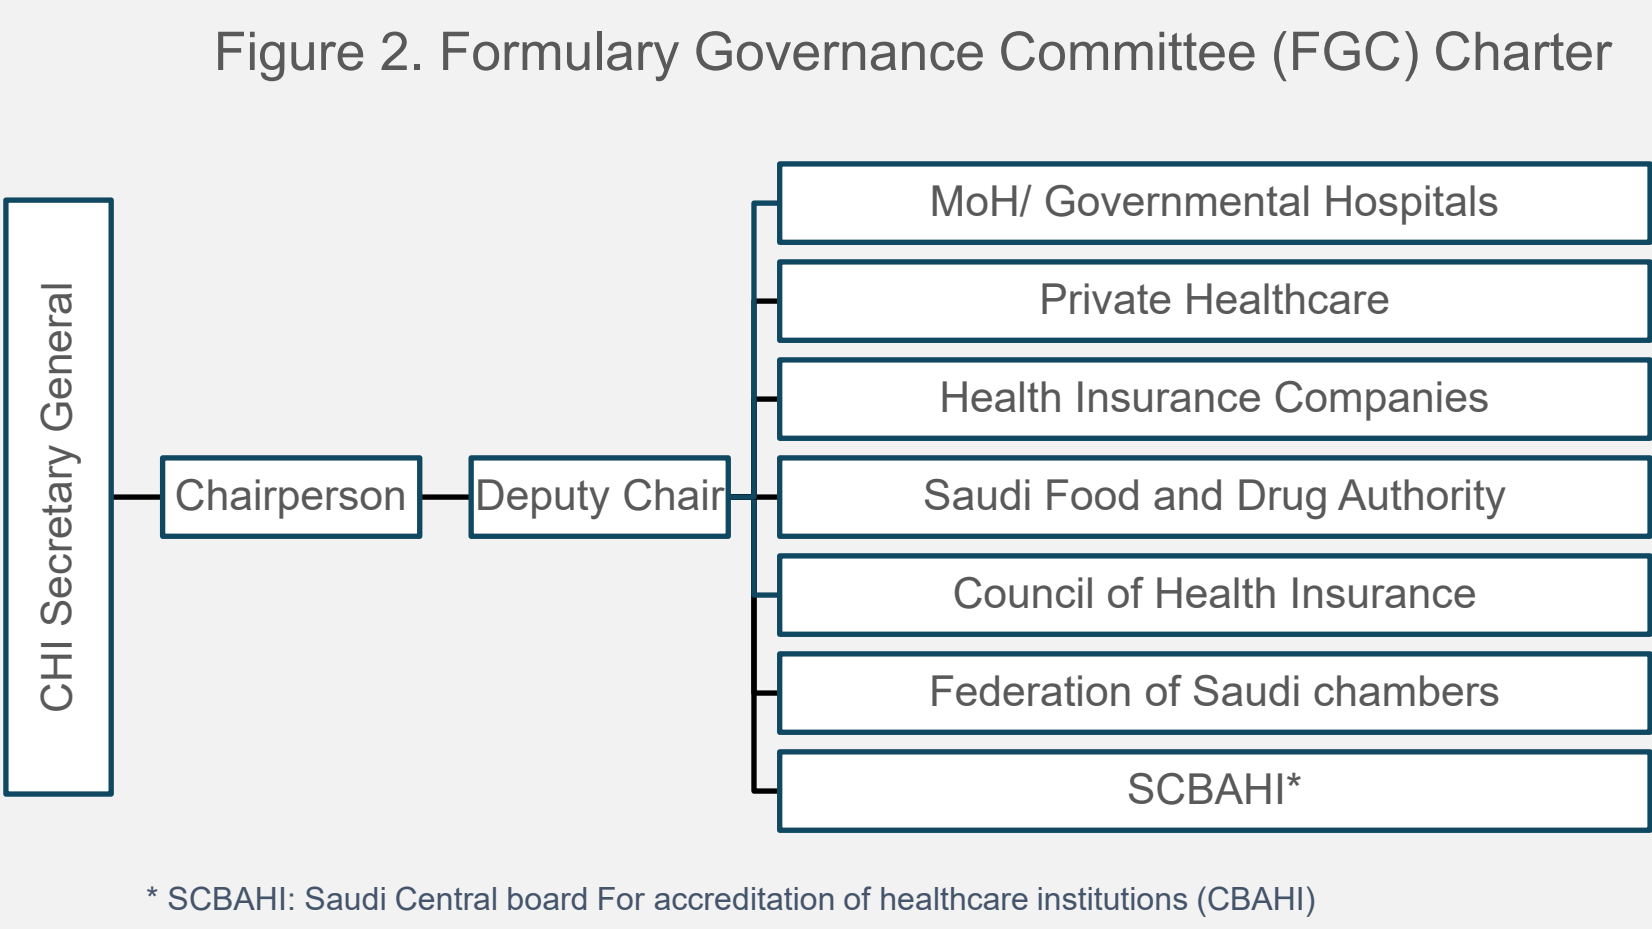 Figure 2. Formulary Governance Committee (FGC) Charter
CHI Secretary General
Chairperson
Deputy Chair
MoH/ Governmental Hospitals
Private Healthcare
Health Insurance Companies
Saudi Food and Drug Authority
Council of Health Insurance
Federation of Saudi chambers
SCBAHI*
* SCBAHI: Saudi Central board For accreditation of healthcare institutions (CBAHI)